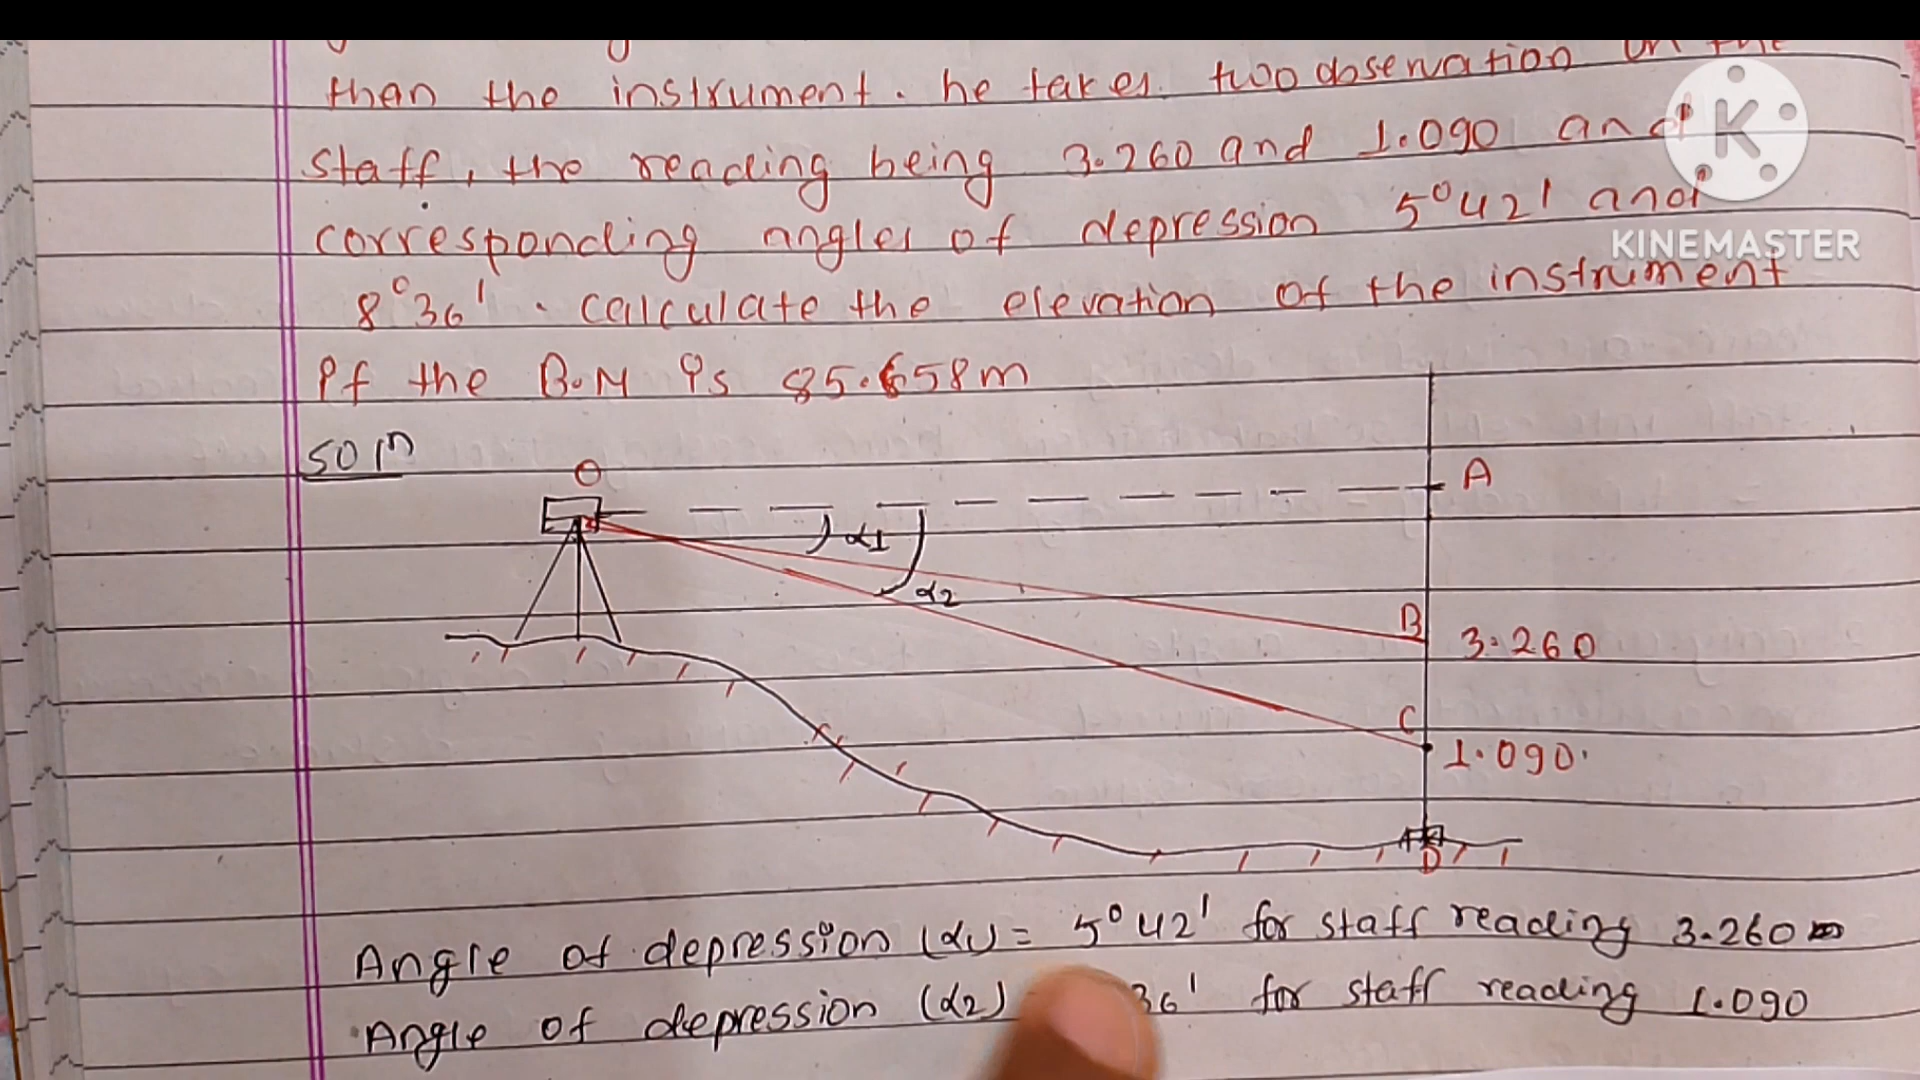 than the instrument. he takes two observation on the
staff, the reading being 3.260 and 1.090 and
corresponding angles of depression 5°42' and
KINEMASTER
8°36'. calculate the elevation of the instrument
if the B.M is 85.658m
Soln
O
A
α1
α2
B
3.260
C
1.090.
D
Angle of depression (α1) = 5°42' for staff reading 3.260
Angle of depression (α2) 36' for staff reading 1.090